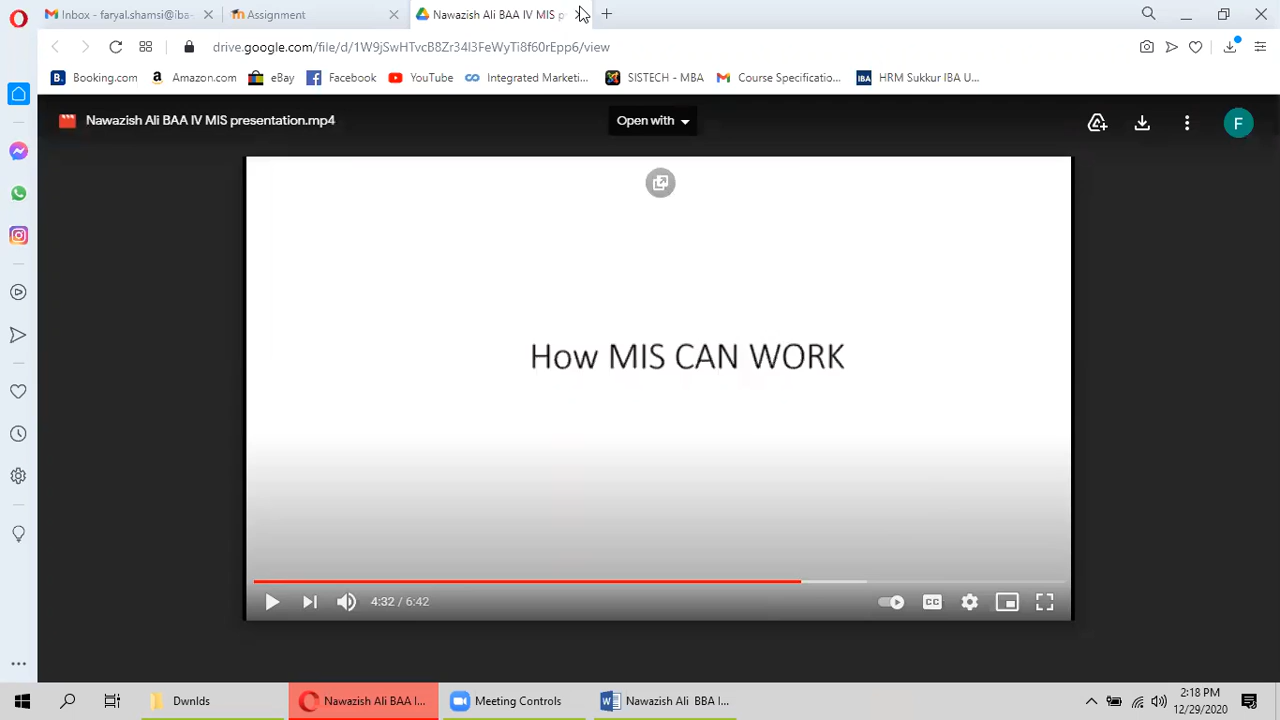 Inbox - faryal.shamsi@iba-
Assignment
Nawazish Ali BAA IV MIS p
drive.google.com/file/d/1W9jSwHTvcB8Zr34l3FeWyTi8f60rEpp6/view
B. Booking.com
a Amazon.com
eBay
Facebook
YouTube
Integrated Marketi...
SISTECH - MBA
Course Specificatio...
IBA HRM Sukkur IBA U...
Nawazish Ali BAA IV MIS presentation.mp4
Open with
F
How MIS CAN WORK
4:32 / 6:42
CC
Dwnlds
Nawazish Ali BAA I...
Meeting Controls
Nawazish Ali BBA I...
2:18 PM
12/29/2020